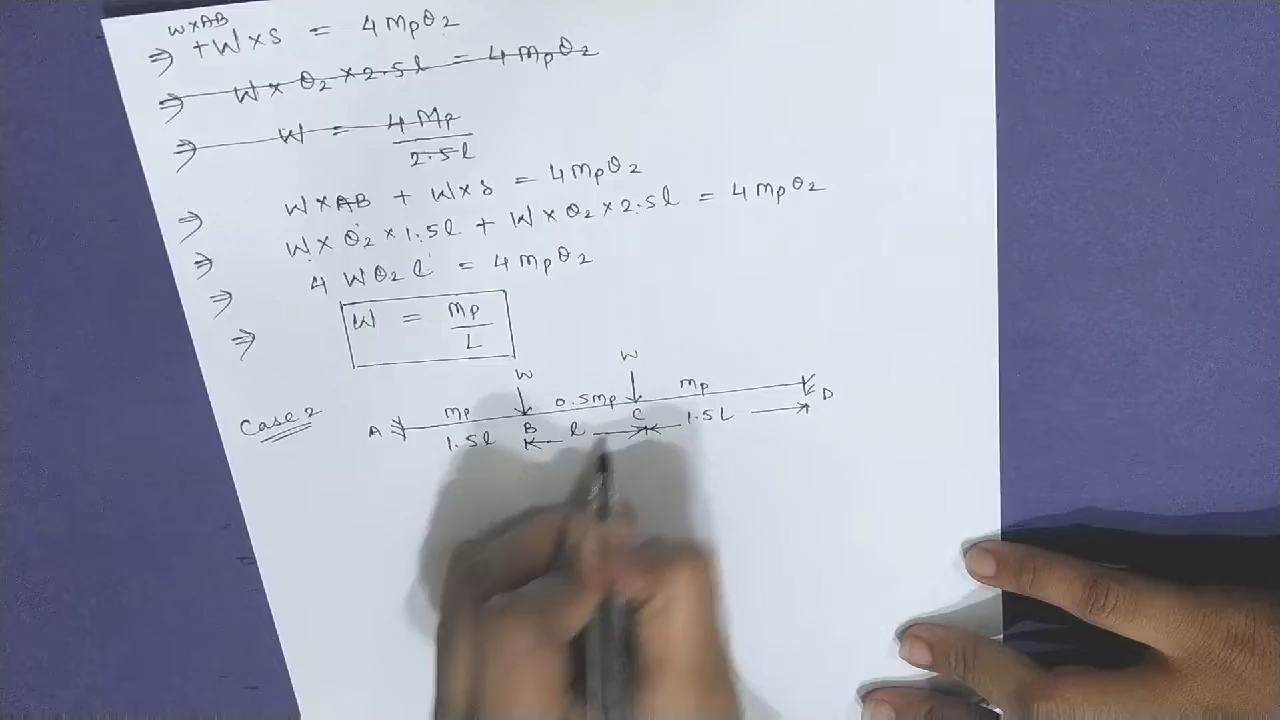 W×AB
⇒ +W×S = 4MpΘ2
⇒ W×Θ2×2.5l = 4MpΘ2
⇒ W = 4Mp/2.5l
⇒ W×AB + W×S = 4MpΘ2
⇒ W×Θ2×1.5l + W×Θ2×2.5l = 4MpΘ2
⇒ 4WΘ2l = 4MpΘ2
⇒ W = Mp/L
Case 2
W W
Mp 0.5Mp Mp
A B C D
1.5l l 1.5L